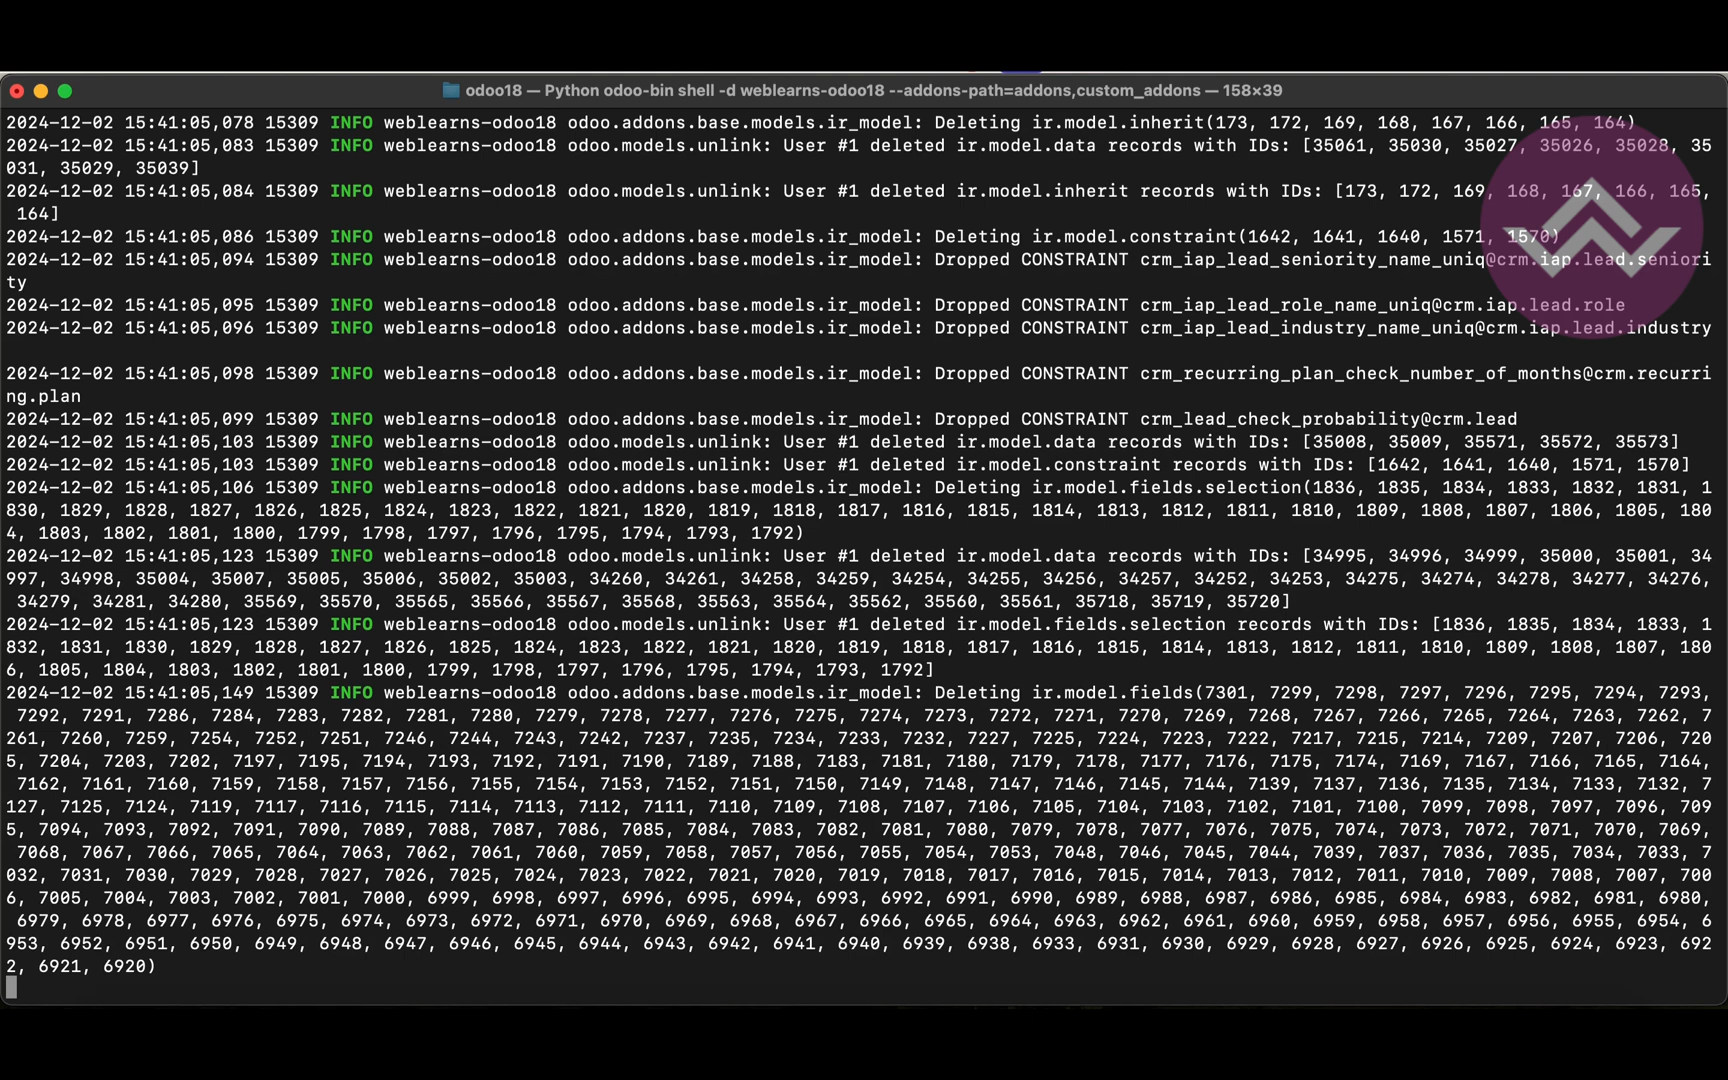 odoo18 — Python odoo-bin shell -d weblearns-odoo18 --addons-path=addons,custom_addons — 158×39
2024-12-02 15:41:05,078 15309 INFO weblearns-odoo18 odoo.addons.base.models.ir_model: Deleting ir.model.inherit(173, 172, 169, 168, 167, 166, 165, 164)
2024-12-02 15:41:05,083 15309 INFO weblearns-odoo18 odoo.models.unlink: User #1 deleted ir.model.data records with IDs: [35061, 35030, 35027, 35026, 35028, 35
031, 35029, 35039]
2024-12-02 15:41:05,084 15309 INFO weblearns-odoo18 odoo.models.unlink: User #1 deleted ir.model.inherit records with IDs: [173, 172, 169, 168, 167, 166, 165,
 164]
2024-12-02 15:41:05,086 15309 INFO weblearns-odoo18 odoo.addons.base.models.ir_model: Deleting ir.model.constraint(1642, 1641, 1640, 1571, 1570)
2024-12-02 15:41:05,094 15309 INFO weblearns-odoo18 odoo.addons.base.models.ir_model: Dropped CONSTRAINT crm_iap_lead_seniority_name_uniq@crm.iap.lead.seniori
ty
2024-12-02 15:41:05,095 15309 INFO weblearns-odoo18 odoo.addons.base.models.ir_model: Dropped CONSTRAINT crm_iap_lead_role_name_uniq@crm.iap.lead.role
2024-12-02 15:41:05,096 15309 INFO weblearns-odoo18 odoo.addons.base.models.ir_model: Dropped CONSTRAINT crm_iap_lead_industry_name_uniq@crm.iap.lead.industry
2024-12-02 15:41:05,098 15309 INFO weblearns-odoo18 odoo.addons.base.models.ir_model: Dropped CONSTRAINT crm_recurring_plan_check_number_of_months@crm.recurri
ng.plan
2024-12-02 15:41:05,099 15309 INFO weblearns-odoo18 odoo.addons.base.models.ir_model: Dropped CONSTRAINT crm_lead_check_probability@crm.lead
2024-12-02 15:41:05,103 15309 INFO weblearns-odoo18 odoo.models.unlink: User #1 deleted ir.model.data records with IDs: [35008, 35009, 35571, 35572, 35573]
2024-12-02 15:41:05,103 15309 INFO weblearns-odoo18 odoo.models.unlink: User #1 deleted ir.model.constraint records with IDs: [1642, 1641, 1640, 1571, 1570]
2024-12-02 15:41:05,106 15309 INFO weblearns-odoo18 odoo.addons.base.models.ir_model: Deleting ir.model.fields.selection(1836, 1835, 1834, 1833, 1832, 1831, 1
830, 1829, 1828, 1827, 1826, 1825, 1824, 1823, 1822, 1821, 1820, 1819, 1818, 1817, 1816, 1815, 1814, 1813, 1812, 1811, 1810, 1809, 1808, 1807, 1806, 1805, 180
4, 1803, 1802, 1801, 1800, 1799, 1798, 1797, 1796, 1795, 1794, 1793, 1792)
2024-12-02 15:41:05,123 15309 INFO weblearns-odoo18 odoo.models.unlink: User #1 deleted ir.model.data records with IDs: [34995, 34996, 34999, 35000, 35001, 34
997, 34998, 35004, 35007, 35005, 35006, 35002, 35003, 34260, 34261, 34258, 34259, 34254, 34255, 34256, 34257, 34252, 34253, 34275, 34274, 34278, 34277, 34276,
 34279, 34281, 34280, 35569, 35570, 35565, 35566, 35567, 35568, 35563, 35564, 35562, 35560, 35561, 35718, 35719, 35720]
2024-12-02 15:41:05,123 15309 INFO weblearns-odoo18 odoo.models.unlink: User #1 deleted ir.model.fields.selection records with IDs: [1836, 1835, 1834, 1833, 1
832, 1831, 1830, 1829, 1828, 1827, 1826, 1825, 1824, 1823, 1822, 1821, 1820, 1819, 1818, 1817, 1816, 1815, 1814, 1813, 1812, 1811, 1810, 1809, 1808, 1807, 180
6, 1805, 1804, 1803, 1802, 1801, 1800, 1799, 1798, 1797, 1796, 1795, 1794, 1793, 1792]
2024-12-02 15:41:05,149 15309 INFO weblearns-odoo18 odoo.addons.base.models.ir_model: Deleting ir.model.fields(7301, 7299, 7298, 7297, 7296, 7295, 7294, 7293,
 7292, 7291, 7286, 7284, 7283, 7282, 7281, 7280, 7279, 7278, 7277, 7276, 7275, 7274, 7273, 7272, 7271, 7270, 7269, 7268, 7267, 7266, 7265, 7264, 7263, 7262, 7
261, 7260, 7259, 7254, 7252, 7251, 7246, 7244, 7243, 7242, 7237, 7235, 7234, 7233, 7232, 7227, 7225, 7224, 7223, 7222, 7217, 7215, 7214, 7209, 7207, 7206, 720
5, 7204, 7203, 7202, 7197, 7195, 7194, 7193, 7192, 7191, 7190, 7189, 7188, 7183, 7181, 7180, 7179, 7178, 7177, 7176, 7175, 7174, 7169, 7167, 7166, 7165, 7164,
 7162, 7161, 7160, 7159, 7158, 7157, 7156, 7155, 7154, 7153, 7152, 7151, 7150, 7149, 7148, 7147, 7146, 7145, 7144, 7139, 7137, 7136, 7135, 7134, 7133, 7132, 7
127, 7125, 7124, 7119, 7117, 7116, 7115, 7114, 7113, 7112, 7111, 7110, 7109, 7108, 7107, 7106, 7105, 7104, 7103, 7102, 7101, 7100, 7099, 7098, 7097, 7096, 709
5, 7094, 7093, 7092, 7091, 7090, 7089, 7088, 7087, 7086, 7085, 7084, 7083, 7082, 7081, 7080, 7079, 7078, 7077, 7076, 7075, 7074, 7073, 7072, 7071, 7070, 7069,
 7068, 7067, 7066, 7065, 7064, 7063, 7062, 7061, 7060, 7059, 7058, 7057, 7056, 7055, 7054, 7053, 7048, 7046, 7045, 7044, 7039, 7037, 7036, 7035, 7034, 7033, 7
032, 7031, 7030, 7029, 7028, 7027, 7026, 7025, 7024, 7023, 7022, 7021, 7020, 7019, 7018, 7017, 7016, 7015, 7014, 7013, 7012, 7011, 7010, 7009, 7008, 7007, 700
6, 7005, 7004, 7003, 7002, 7001, 7000, 6999, 6998, 6997, 6996, 6995, 6994, 6993, 6992, 6991, 6990, 6989, 6988, 6987, 6986, 6985, 6984, 6983, 6982, 6981, 6980,
 6979, 6978, 6977, 6976, 6975, 6974, 6973, 6972, 6971, 6970, 6969, 6968, 6967, 6966, 6965, 6964, 6963, 6962, 6961, 6960, 6959, 6958, 6957, 6956, 6955, 6954, 6
953, 6952, 6951, 6950, 6949, 6948, 6947, 6946, 6945, 6944, 6943, 6942, 6941, 6940, 6939, 6938, 6933, 6931, 6930, 6929, 6928, 6927, 6926, 6925, 6924, 6923, 692
2, 6921, 6920)